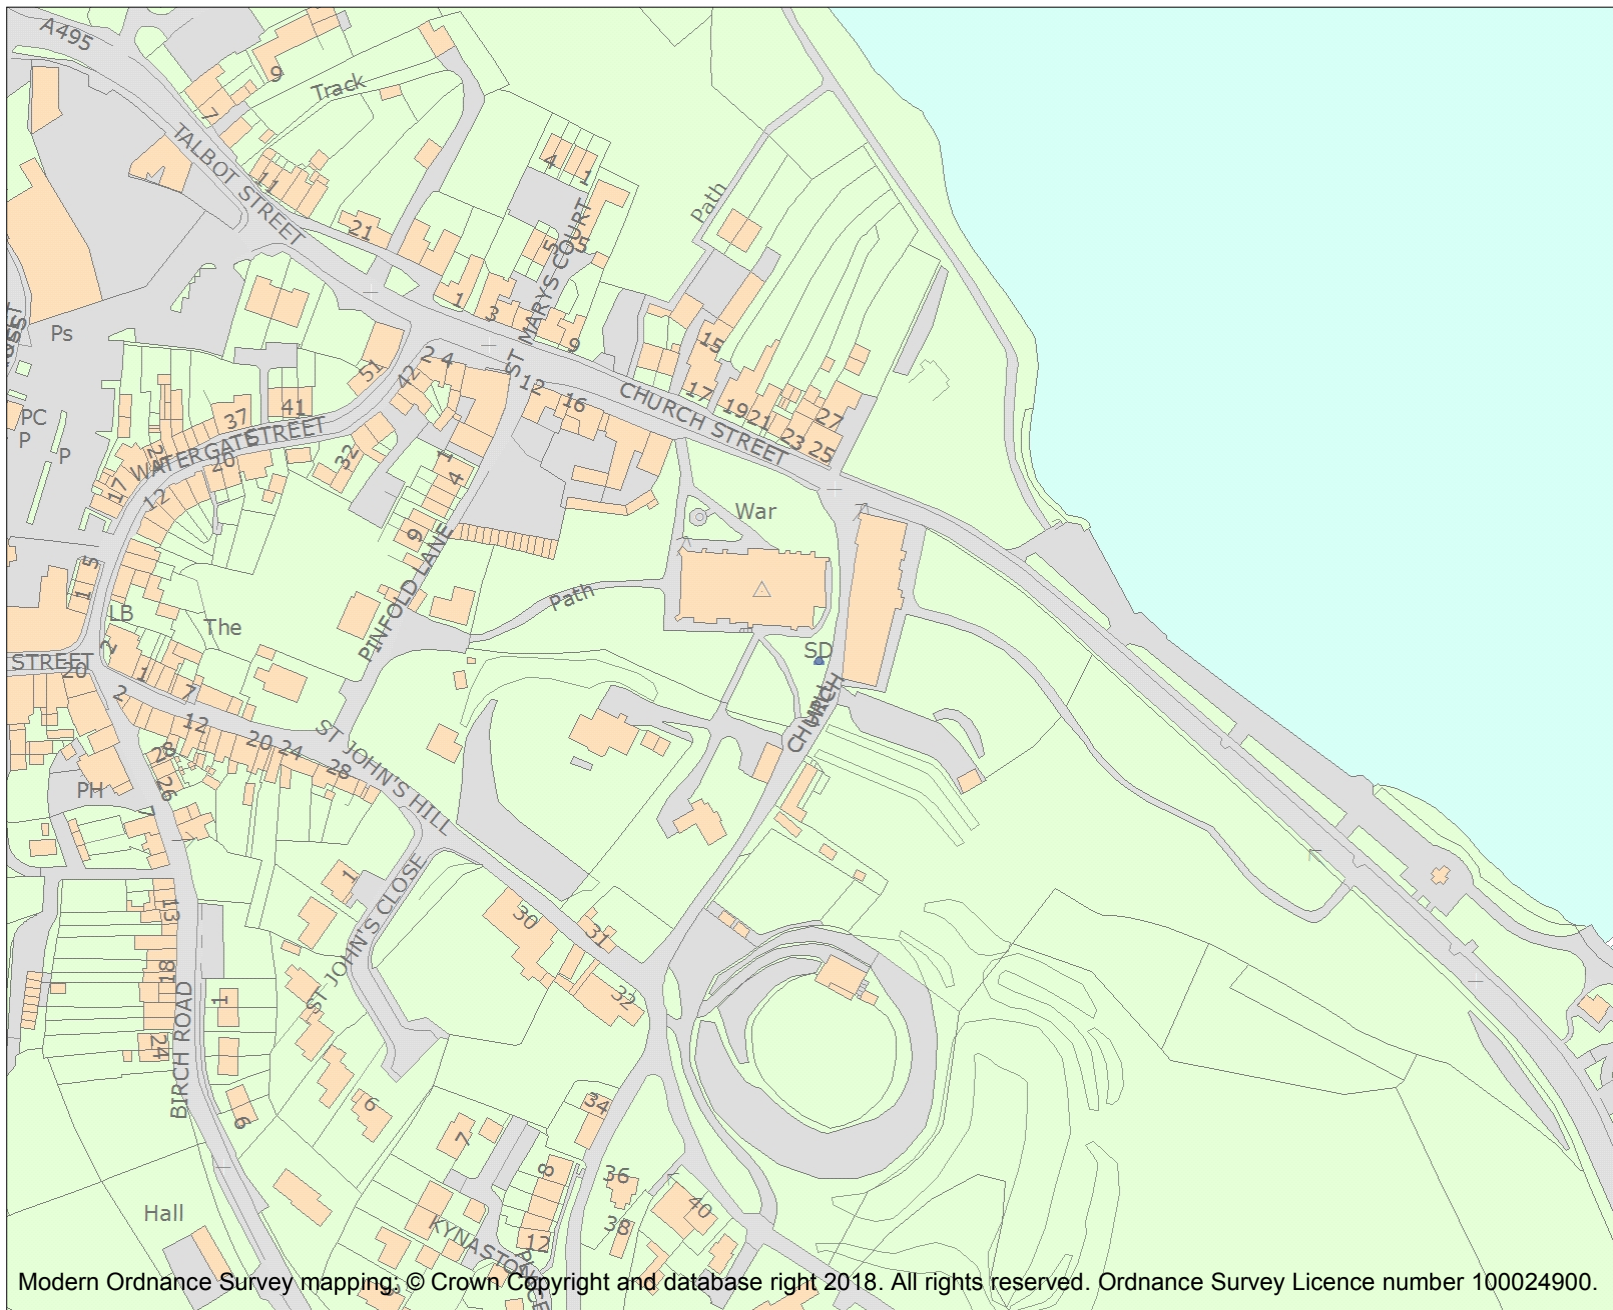 A495
9
Track
7
TALBOT STREET
11
21
4
1
ST MARYS COURT
5
15
Path
1
3
9
Ps
51
2 4
42
12
16
CHURCH STREET
15
17
19
21
23
25
27
PC
P
P
37
41
WATERGATE STREET
17
12
20
32
1
4
9
PINFOLD LANE
War
Path
5
1
LB
2
The
STREET
20
SD
CHURCH
1
7
2
12
20
24
28
ST JOHN'S HILL
28
26
PH
7
1
ST JOHN'S CLOSE
13
18
1
24
BIRCH ROAD
6
6
30
31
32
34
7
8
36
38
40
12
KYNASTON
Hall
Modern Ordnance Survey mapping: © Crown Copyright and database right 2018. All rights reserved. Ordnance Survey Licence number 100024900.